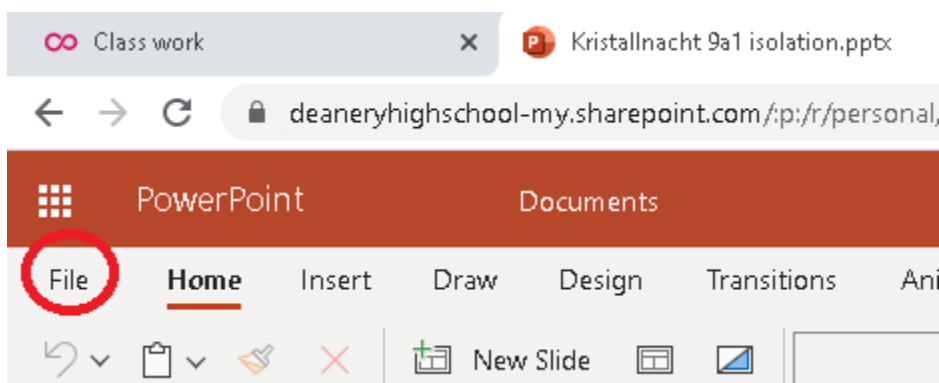 Class work
Kristallnacht 9a1 isolation.pptx
deaneryhighschool-my.sharepoint.com/:p:/r/personal
PowerPoint Documents
File Home Insert Draw Design Transitions Ani
New Slide